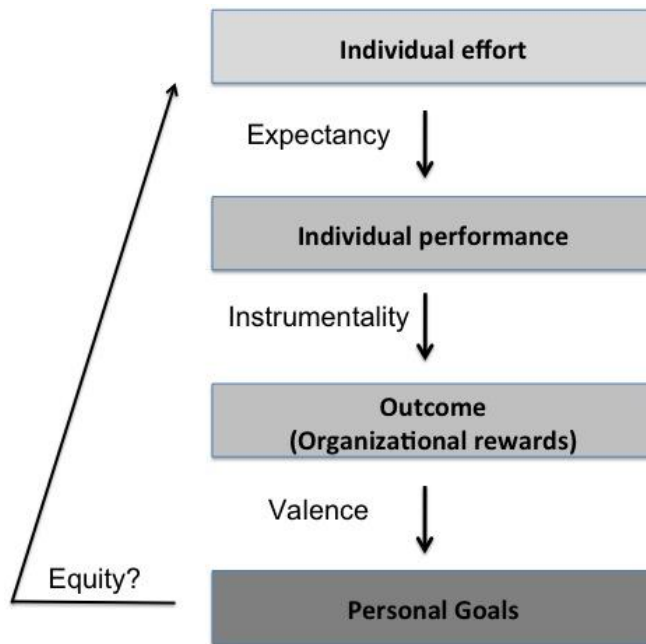 Individual effort
Expectancy
Individual performance
Instrumentality
Outcome
(Organizational rewards)
Valence
Equity?
Personal Goals